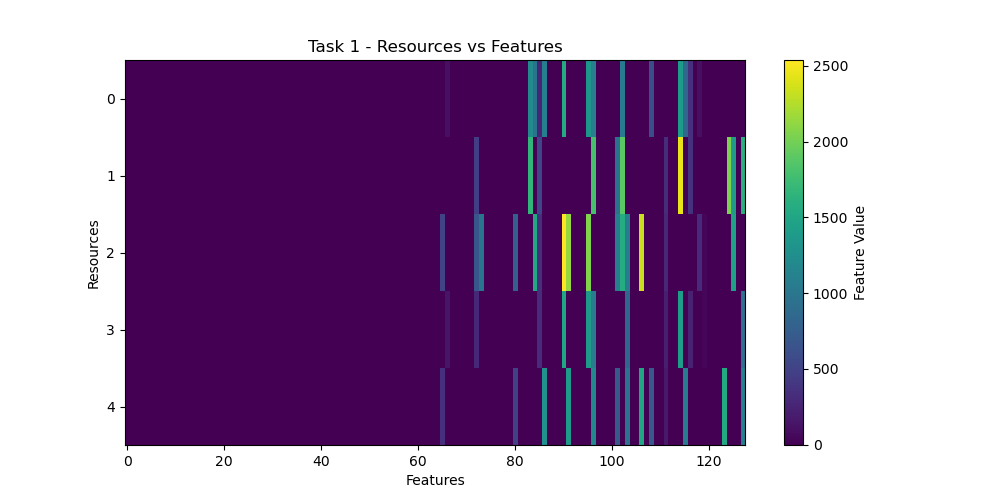 Task 1 - Resources vs Features
0
1
2
3
4
Resources
0 20 40 60 80 100 120
Features
2500
2000
1500
1000
500
0
Feature Value